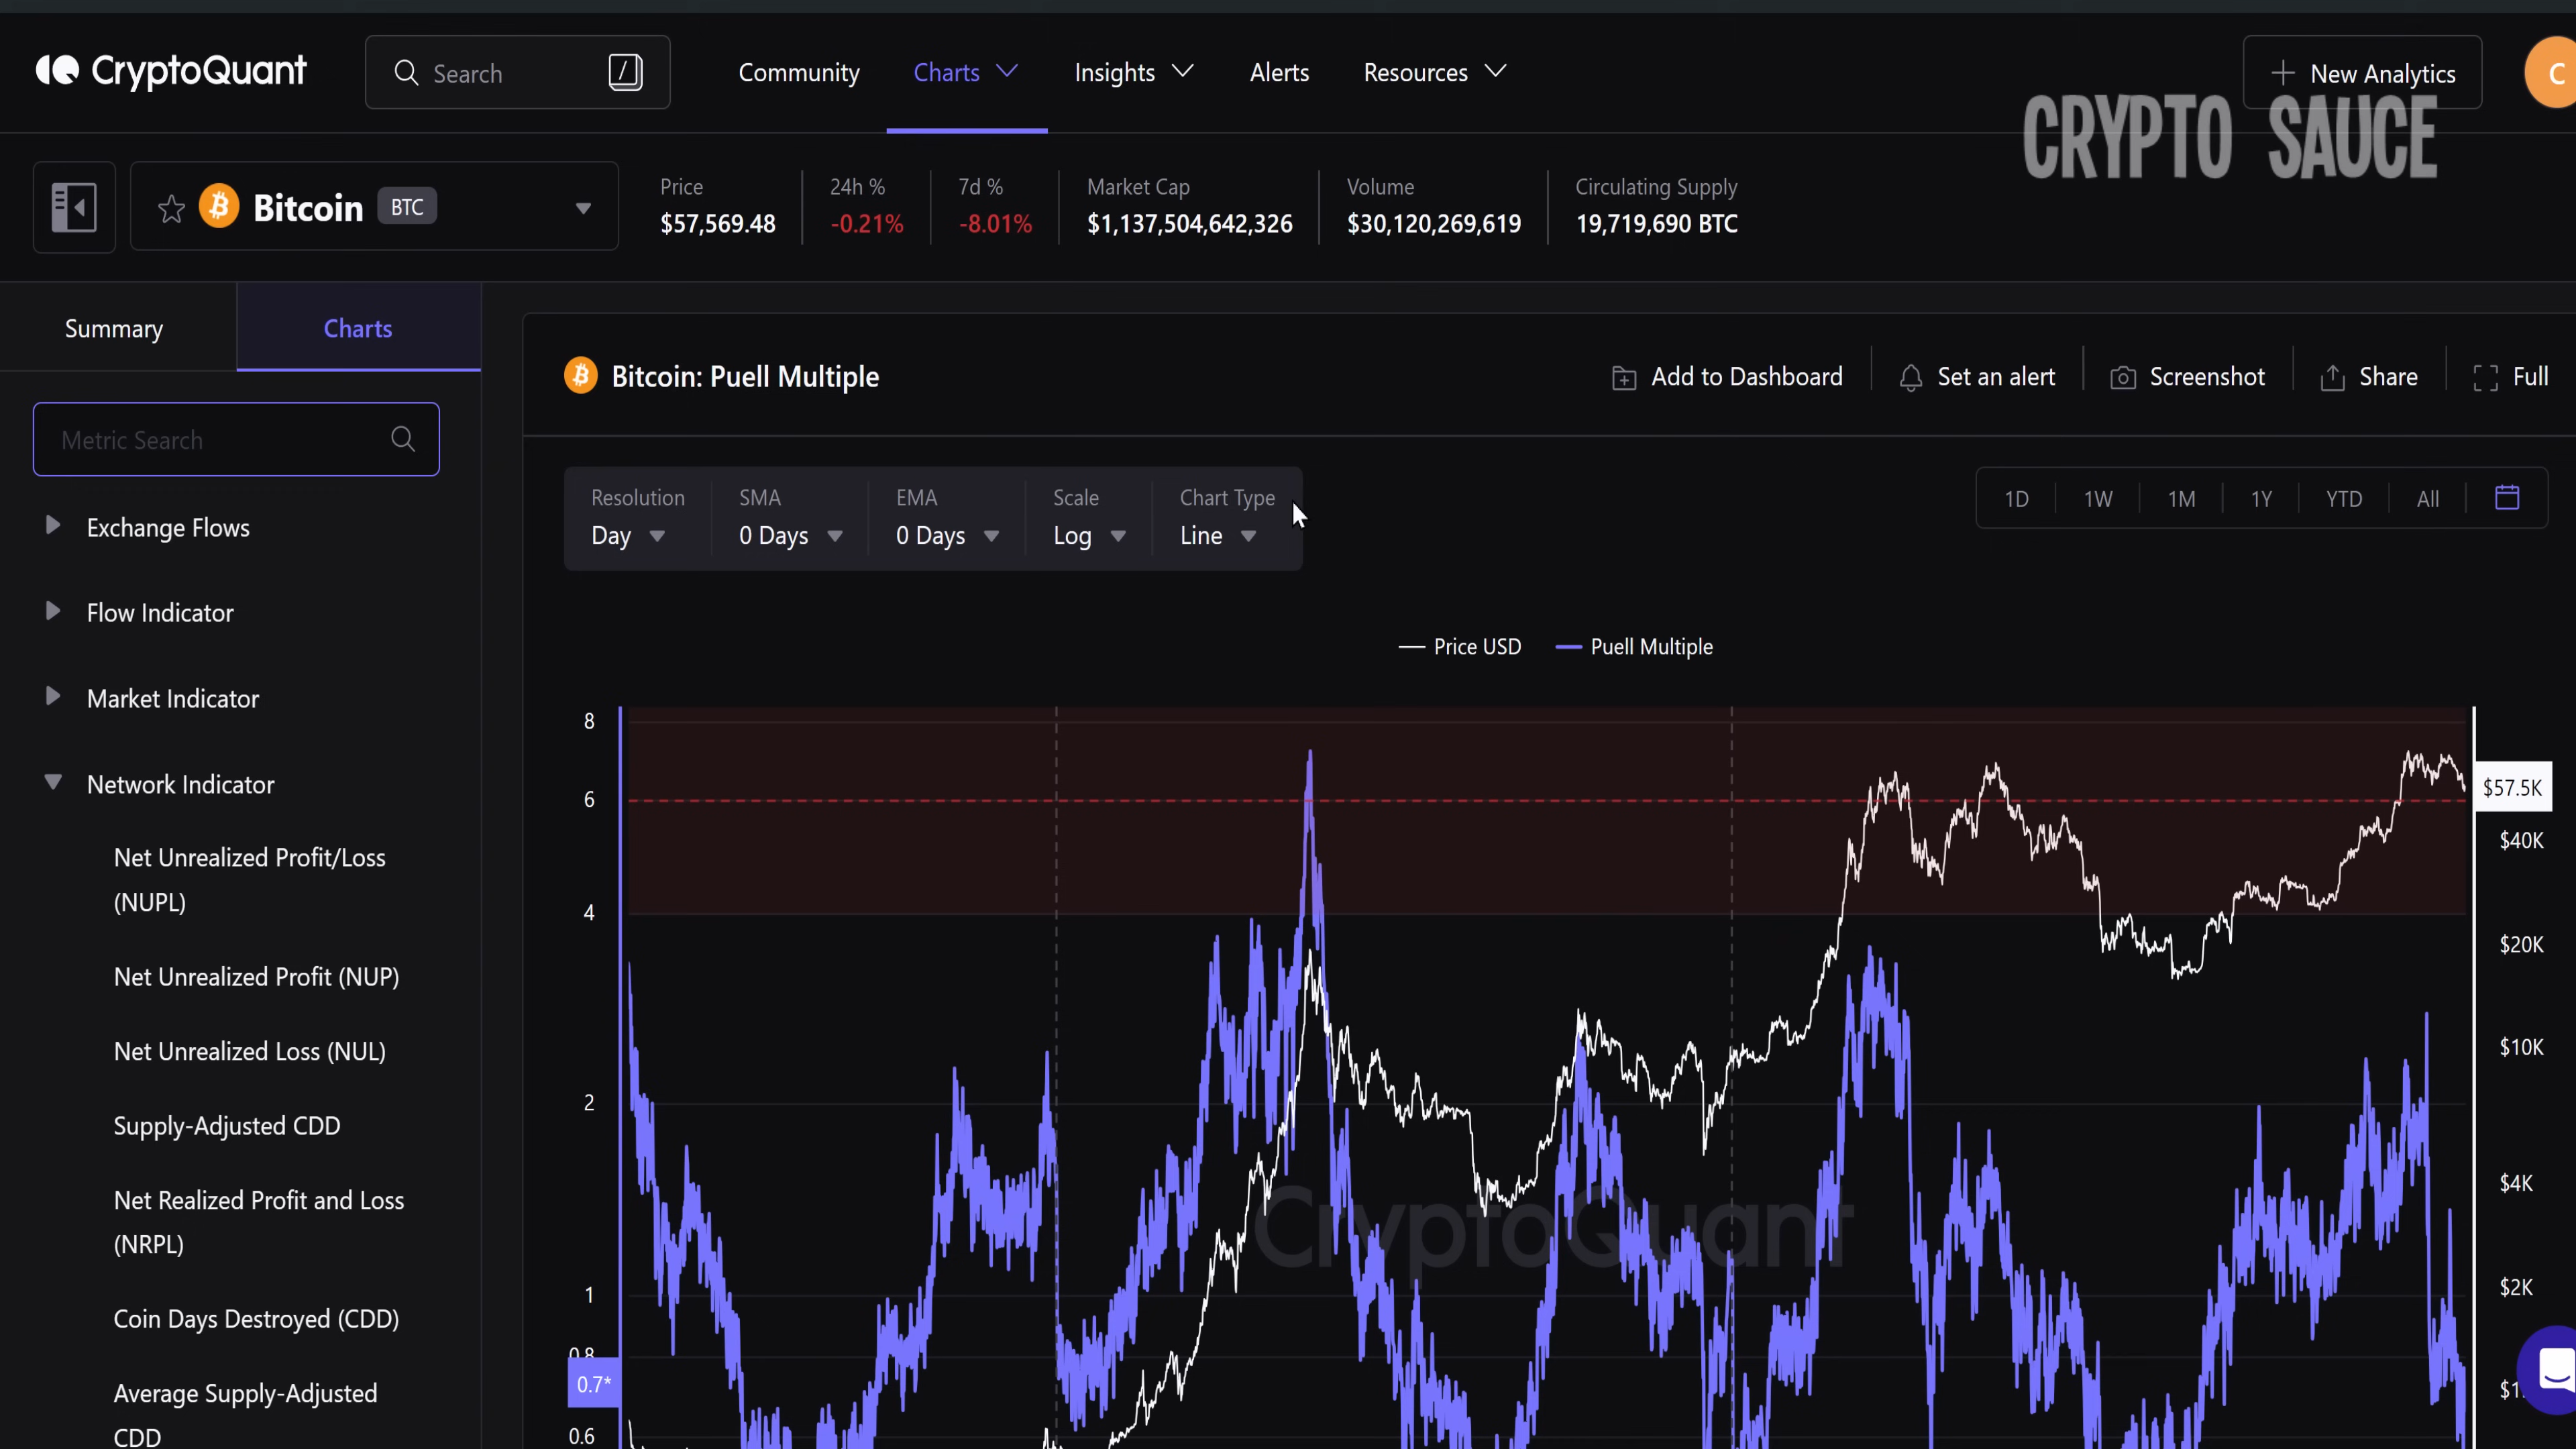 CryptoQuant
Search
/
Community
Charts
Insights
Alerts
Resources
New Analytics
C
CRYPTO SAUCE
Bitcoin
BTC
Price
$57,569.48
24h %
-0.21%
7d %
-8.01%
Market Cap
$1,137,504,642,326
Volume
$30,120,269,619
Circulating Supply
19,719,690 BTC
Summary
Charts
Metric Search
Exchange Flows
Flow Indicator
Market Indicator
Network Indicator
Net Unrealized Profit/Loss
(NUPL)
Net Unrealized Profit (NUP)
Net Unrealized Loss (NUL)
Supply-Adjusted CDD
Net Realized Profit and Loss
(NRPL)
Coin Days Destroyed (CDD)
Average Supply-Adjusted
CDD
Bitcoin: Puell Multiple
Add to Dashboard
Set an alert
Screenshot
Share
Full
Resolution
Day
SMA
0 Days
EMA
0 Days
Scale
Log
Chart Type
Line
1D
1W
1M
1Y
YTD
All
Price USD
Puell Multiple
8
6
4
2
1
0.8
0.7*
0.6
$57.5K
$40K
$20K
$10K
$4K
$2K
CryptoQuant